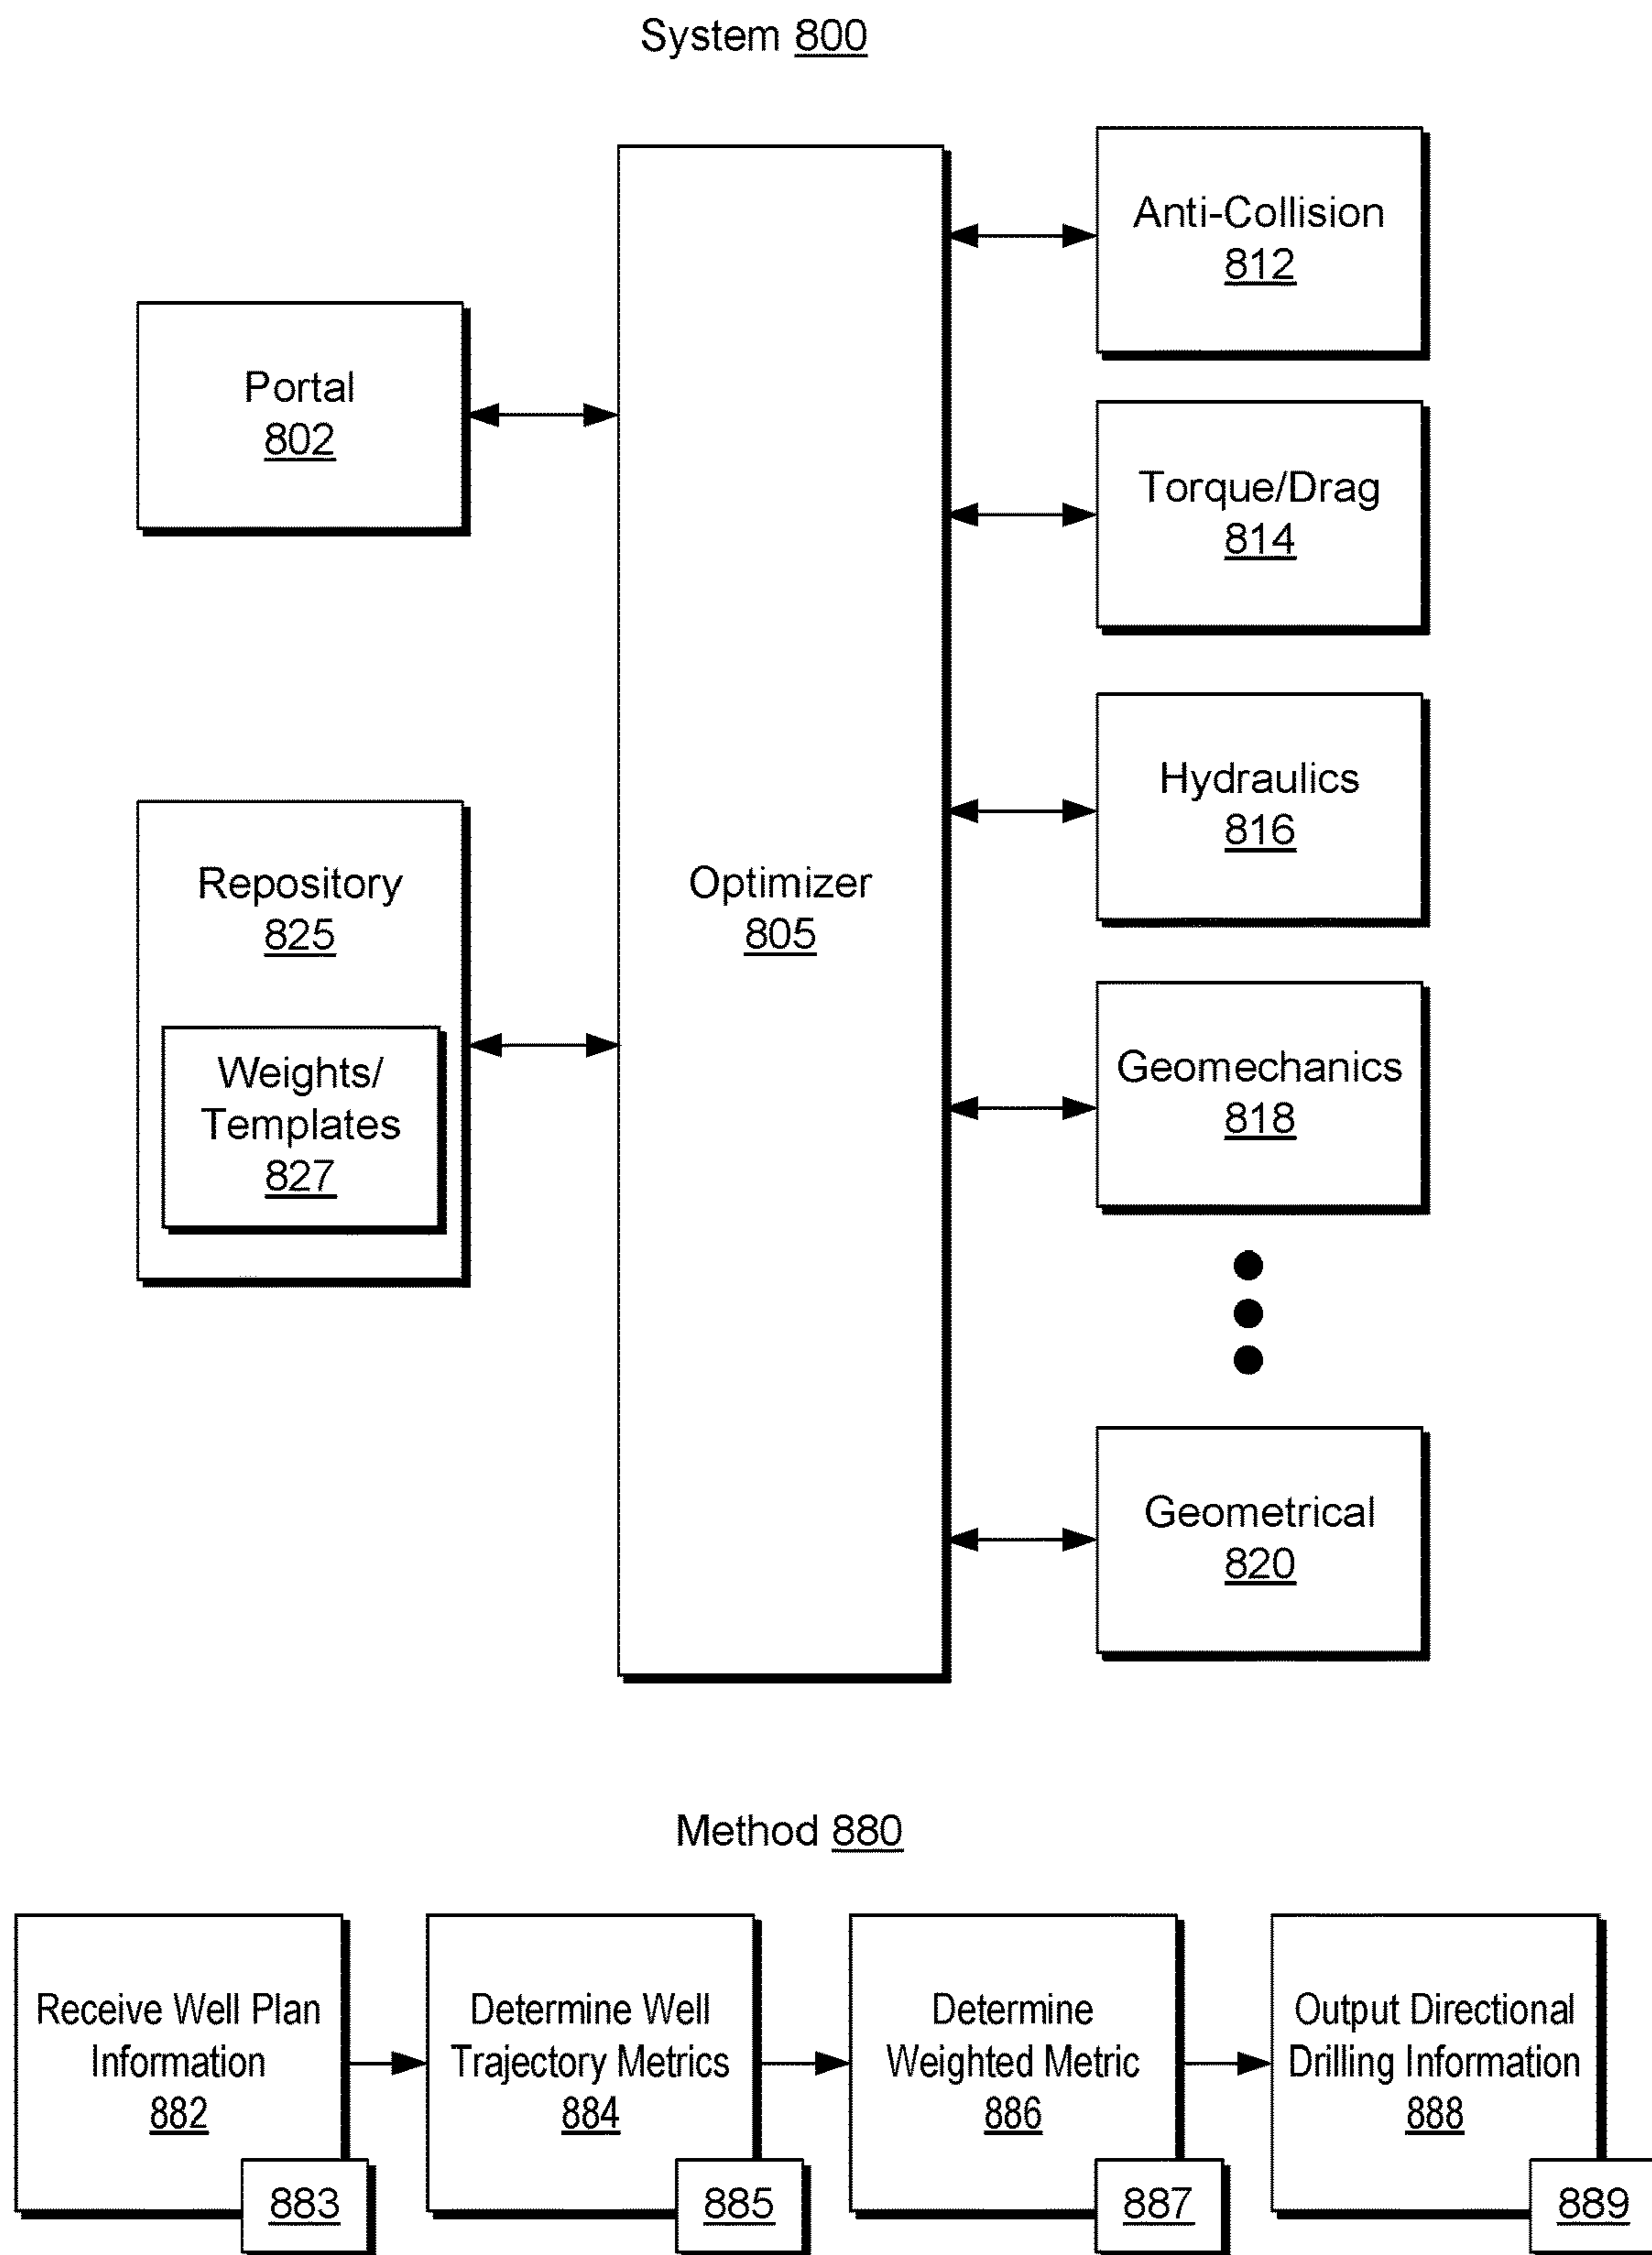 System 800
Anti-Collision
812
Portal
802
Torque/Drag
814
Hydraulics
816
Repository
825
Optimizer
805
Weights/
Templates
827
Geomechanics
818
Geometrical
820
Method 880
Receive Well Plan
Information
882
883
Determine Well
Trajectory Metrics
884
885
Determine
Weighted Metric
886
887
Output Directional
Drilling Information
888
889